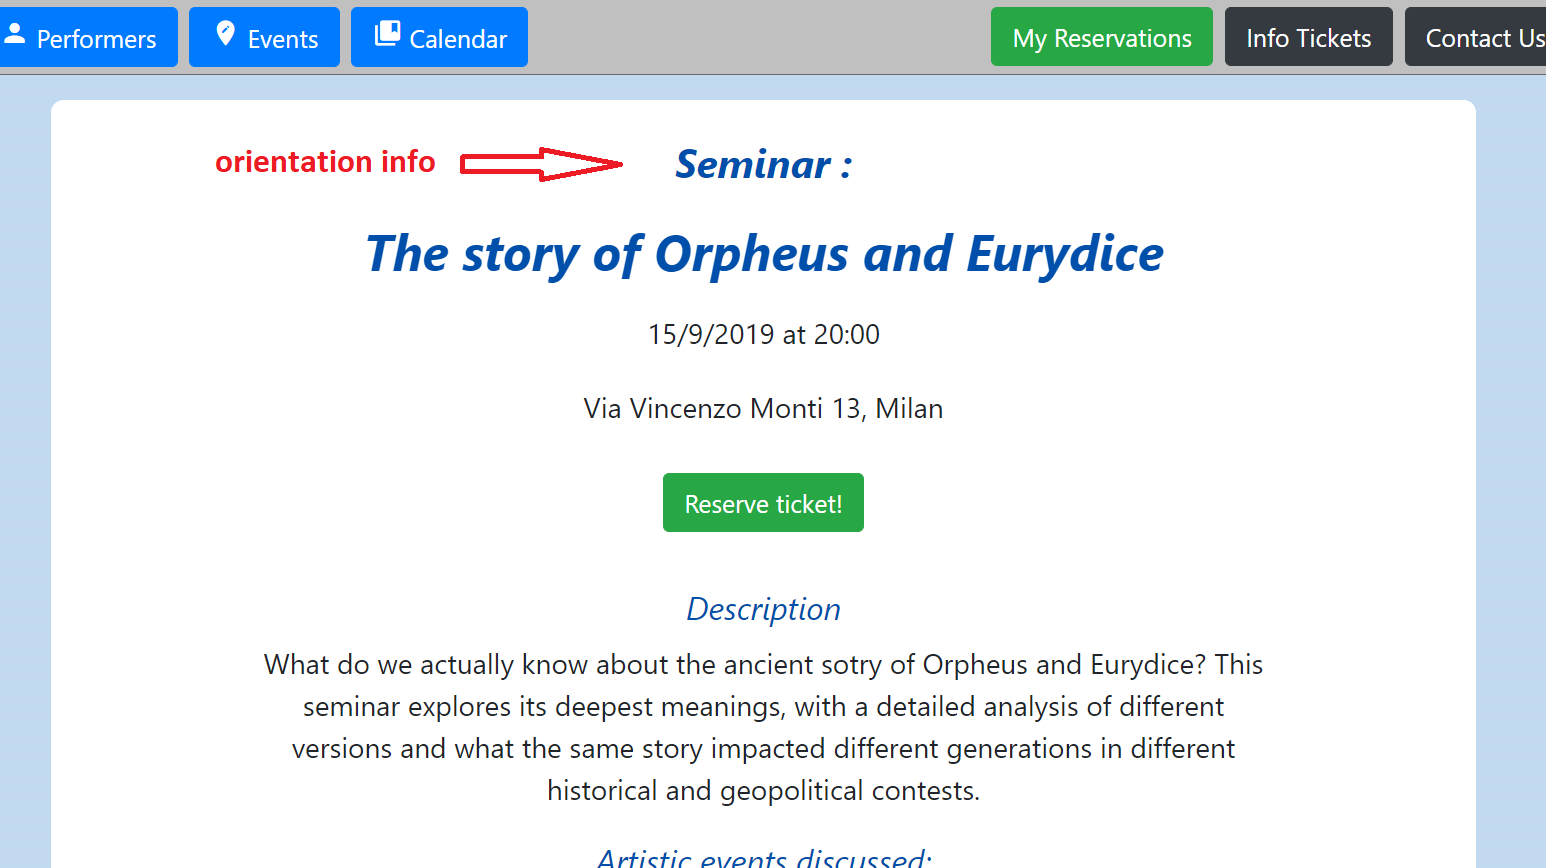 Performers Events Calendar My Reservations Info Tickets Contact Us
orientation info Seminar :
The story of Orpheus and Eurydice
15/9/2019 at 20:00
Via Vincenzo Monti 13, Milan
Reserve ticket!
Description
What do we actually know about the ancient sotry of Orpheus and Eurydice? This
seminar explores its deepest meanings, with a detailed analysis of different
versions and what the same story impacted different generations in different
historical and geopolitical contests.
Artistic events discussed: